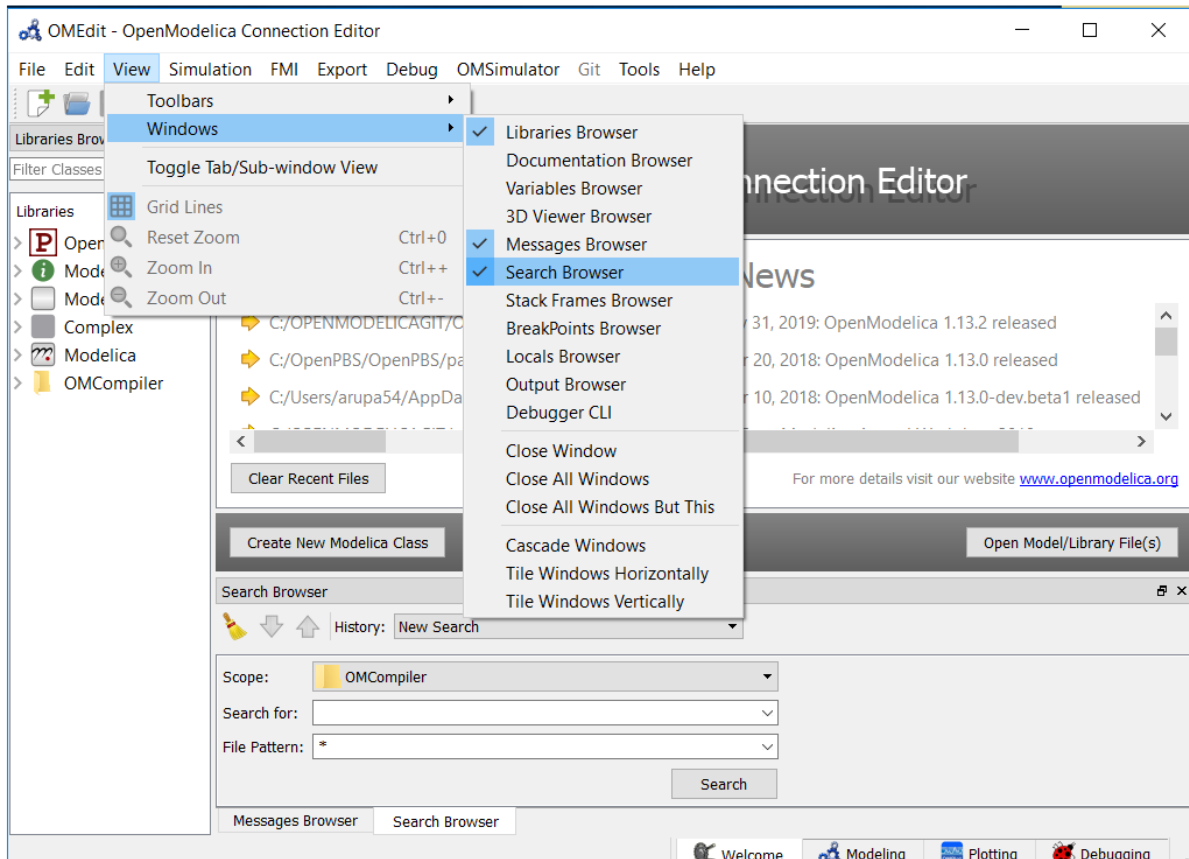 OMEdit - OpenModelica Connection Editor
File Edit View Simulation FMI Export Debug OMSimulator Git Tools Help
Toolbars
Windows
Toggle Tab/Sub-window View
Grid Lines
Reset Zoom Ctrl+0
Zoom In Ctrl++
Zoom Out Ctrl+-
Libraries Browser
Documentation Browser
Variables Browser
3D Viewer Browser
Messages Browser
Search Browser
Stack Frames Browser
BreakPoints Browser
Locals Browser
Output Browser
Debugger CLI
Close Window
Close All Windows
Close All Windows But This
Cascade Windows
Tile Windows Horizontally
Tile Windows Vertically
Libraries Brow
Filter Classes
Libraries
P Open
i Mode
Mode
Complex
Modelica
OMCompiler
nnection Editor
News
C:/OPENMODELICAGIT/O
C:/OpenPBS/OpenPBS/pa
C:/Users/arupa54/AppDa
31, 2019: OpenModelica 1.13.2 released
r 20, 2018: OpenModelica 1.13.0 released
r 10, 2018: OpenModelica 1.13.0-dev.beta1 released
Clear Recent Files
For more details visit our website www.openmodelica.org
Create New Modelica Class
Open Model/Library File(s)
Search Browser
History: New Search
Scope: OMCompiler
Search for:
File Pattern: *
Search
Messages Browser Search Browser
Welcome Modeling Plotting Debugging